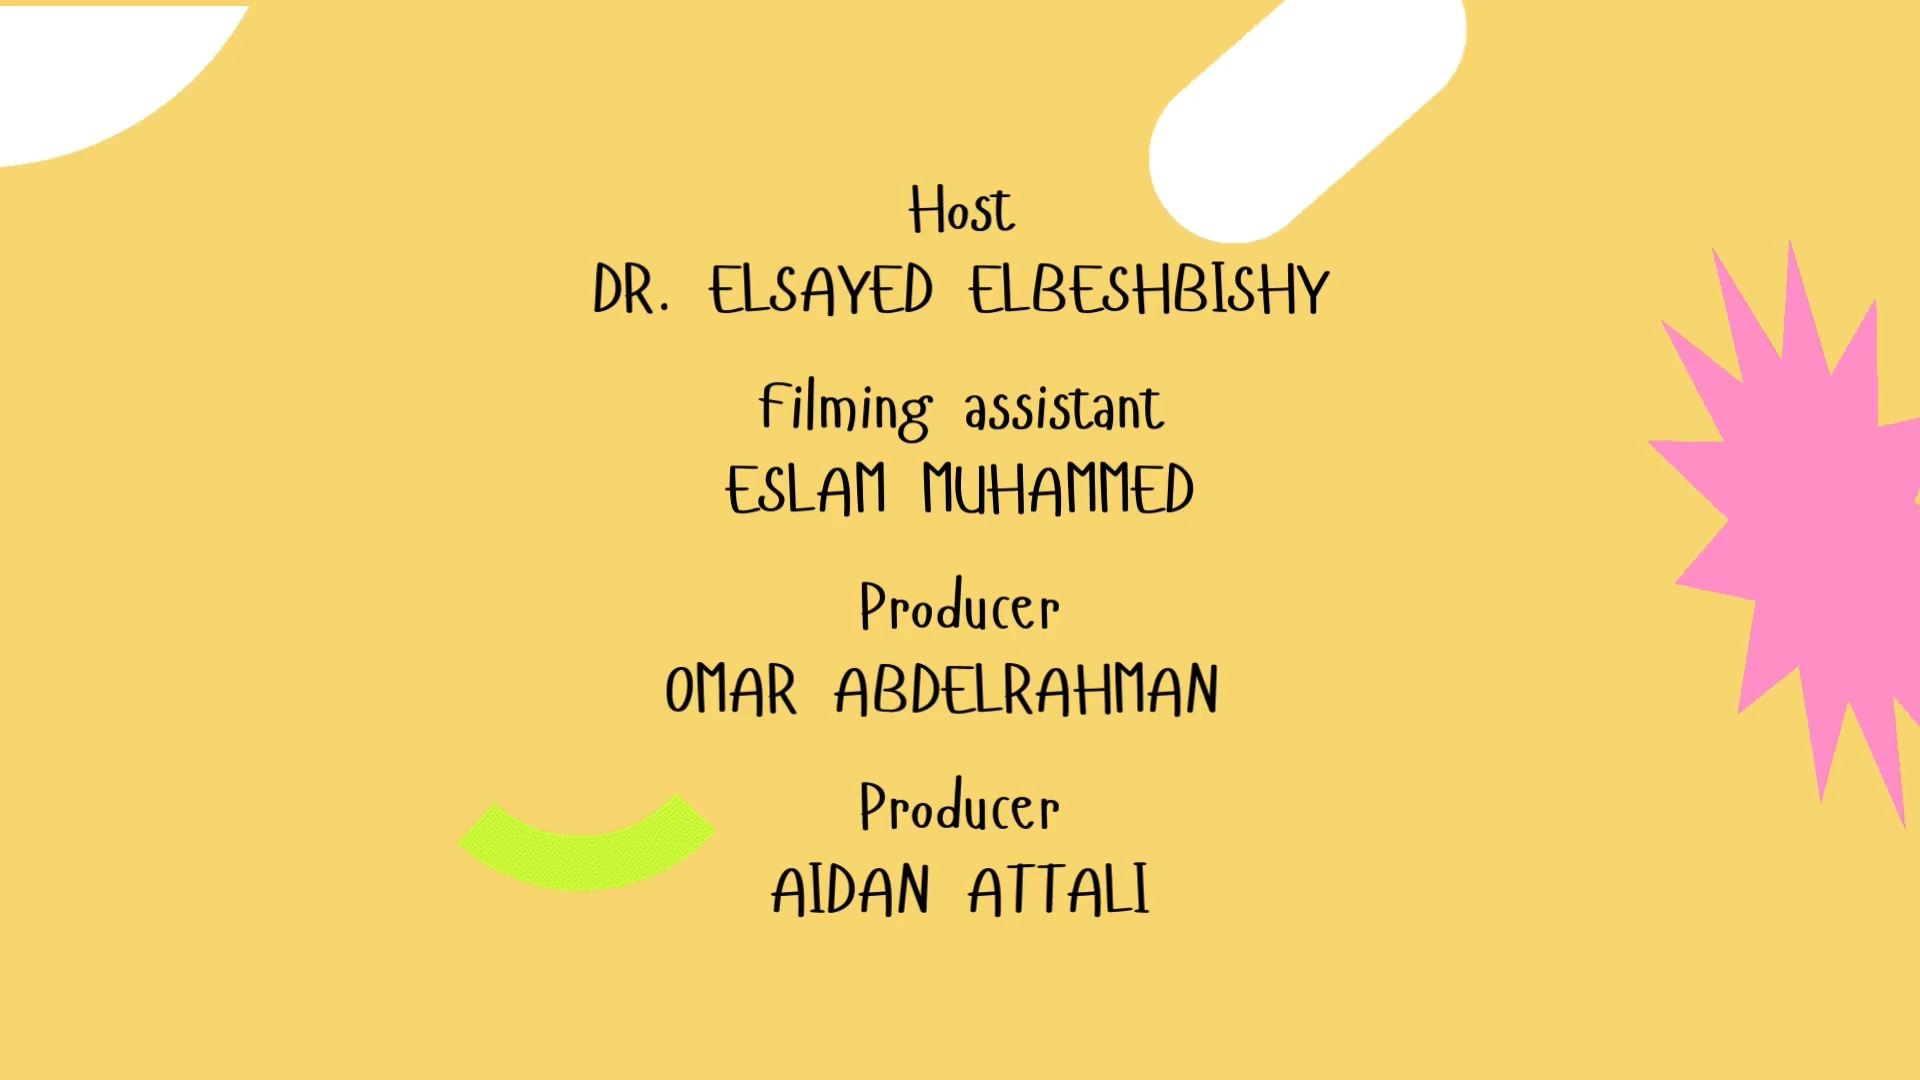 Host
DR. ELSAYED ELBESHBISHY
Filming assistant
ESLAM MUHAMMED
Producer
OMAR ABDELRAHMAN
Producer
AIDAN ATTALI